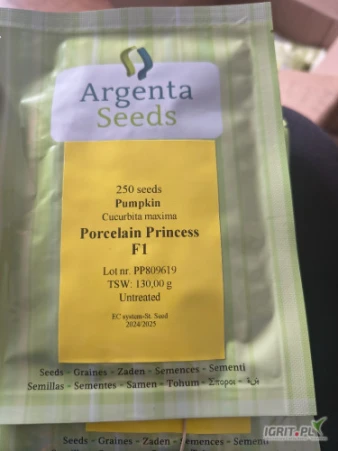 Argenta
Seeds
250 seeds
Pumpkin
Cucurbita maxima
Porcelain Princess
F1
Lot nr. PP809619
TSW: 130,00 g
Untreated
EC system-St. Seed
2024/2025
Seeds - Graines - Zaden - Semences - Sementi
Semillas - Sementes - Samen - Tohum - Σποροι -
Seeds - Graines - Zaden - Semences - Sementi
IGRIT.PL